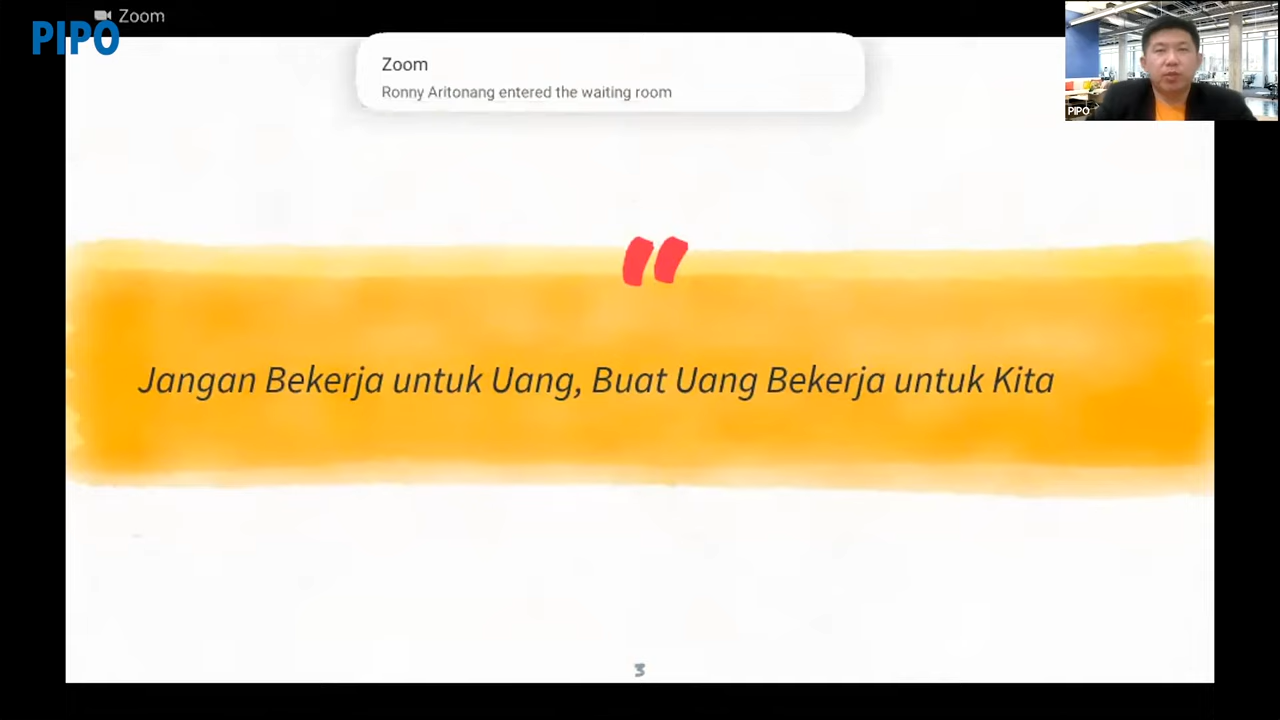 Zoom
PIPO
Zoom
Ronny Aritonang entered the waiting room
PIPO
"
Jangan Bekerja untuk Uang, Buat Uang Bekerja untuk Kita
3